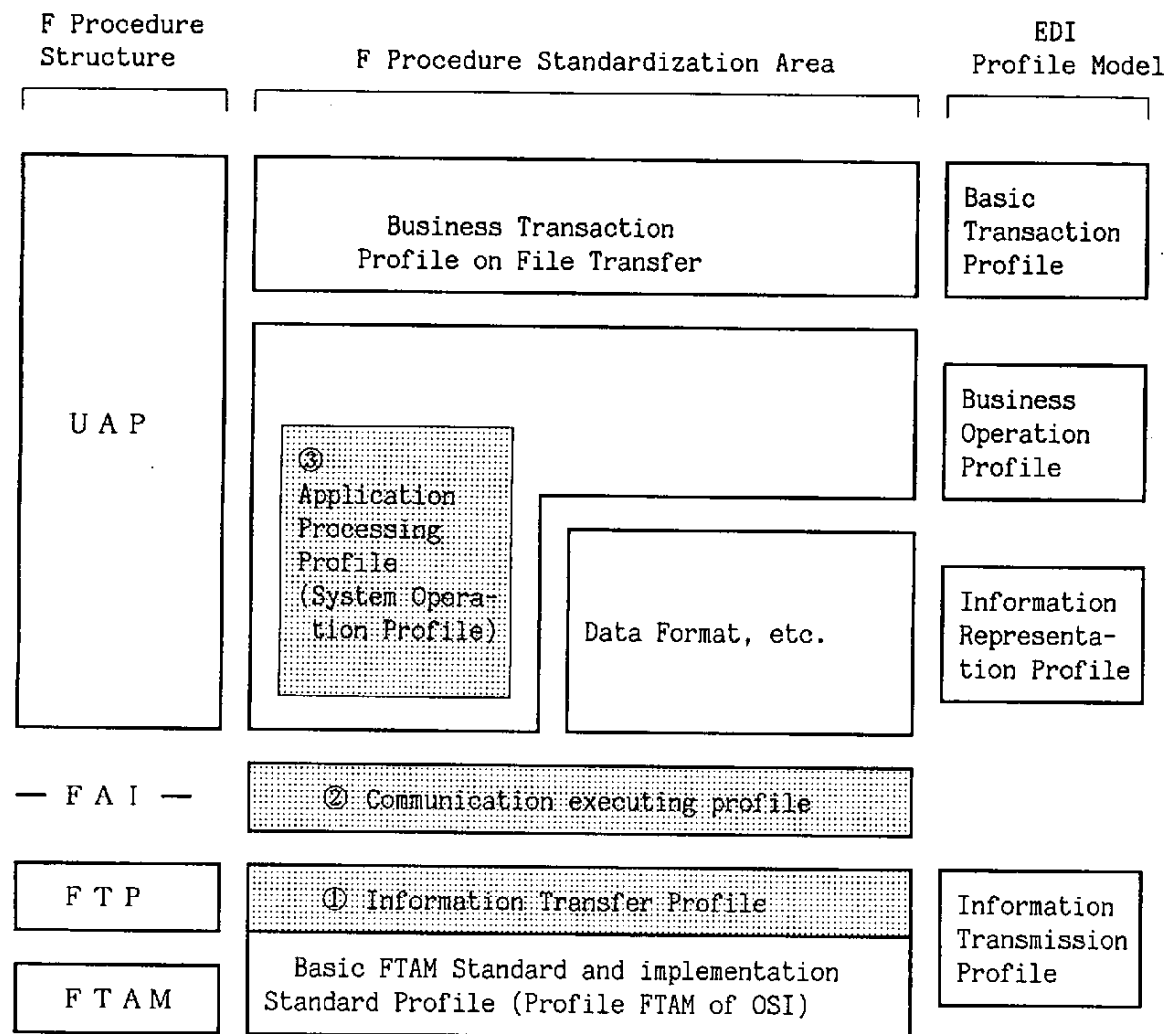 F Procedure
Structure
F Procedure Standardization Area
EDI
Profile Model
Business Transaction
Profile on File Transfer
Basic
Transaction
Profile
U A P
Business
Operation
Profile
③
Application
Processing
Profile
(System Opera-
tion Profile)
Data Format, etc.
Information
Representa-
tion Profile
— F A I —
② Communication executing profile
F T P
① Information Transfer Profile
Information
Transmission
Profile
F T A M
Basic FTAM Standard and implementation
Standard Profile (Profile FTAM of OSI)